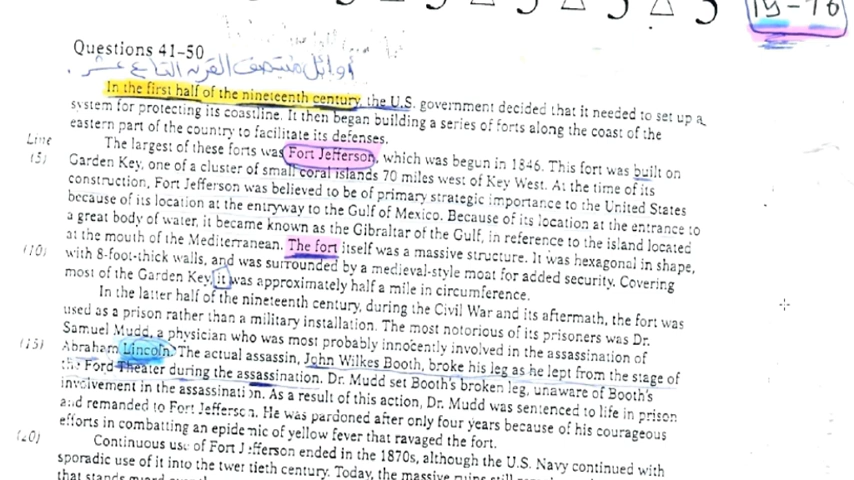 15-16
Questions 41-50
أوائل منتصف القرن التاسع عشر
In the first half of the nineteenth century, the U.S. government decided that it needed to set up a
system for protecting its coastline. It then began building a series of forts along the coast of the
eastern part of the country to facilitate its defenses.
Line
The largest of these forts was Fort Jefferson, which was begun in 1846. This fort was built on
(5)
Garden Key, one of a cluster of small coral islands 70 miles west of Key West. At the time of its
construction, Fort Jefferson was believed to be of primary strategic importance to the United States
because of its location at the entryway to the Gulf of Mexico. Because of its location at the entrance to
a great body of water, it became known as the Gibraltar of the Gulf, in reference to the island located
at the mouth of the Mediterranean. The fort itself was a massive structure. It was hexagonal in shape,
(10)
with 8-foot-thick walls, and was surrounded by a medieval-style moat for added security. Covering
most of the Garden Key, it was approximately half a mile in circumference.
In the latter half of the nineteenth century, during the Civil War and its aftermath, the fort was
used as a prison rather than a military installation. The most notorious of its prisoners was Dr.
Samuel Mudd, a physician who was most probably innocently involved in the assassination of
(15)
Abraham Lincoln. The actual assassin, John Wilkes Booth, broke his leg as he lept from the stage of
the Ford Theater during the assassination. Dr. Mudd set Booth's broken leg, unaware of Booth's
involvement in the assassination. As a result of this action, Dr. Mudd was sentenced to life in prison
and remanded to Fort Jefferson. He was pardoned after only four years because of his courageous
efforts in combatting an epidemic of yellow fever that ravaged the fort.
(20)
Continuous use of Fort Jefferson ended in the 1870s, although the U.S. Navy continued with
sporadic use of it into the twentieth century. Today, the massive ruins still
that stands guard over